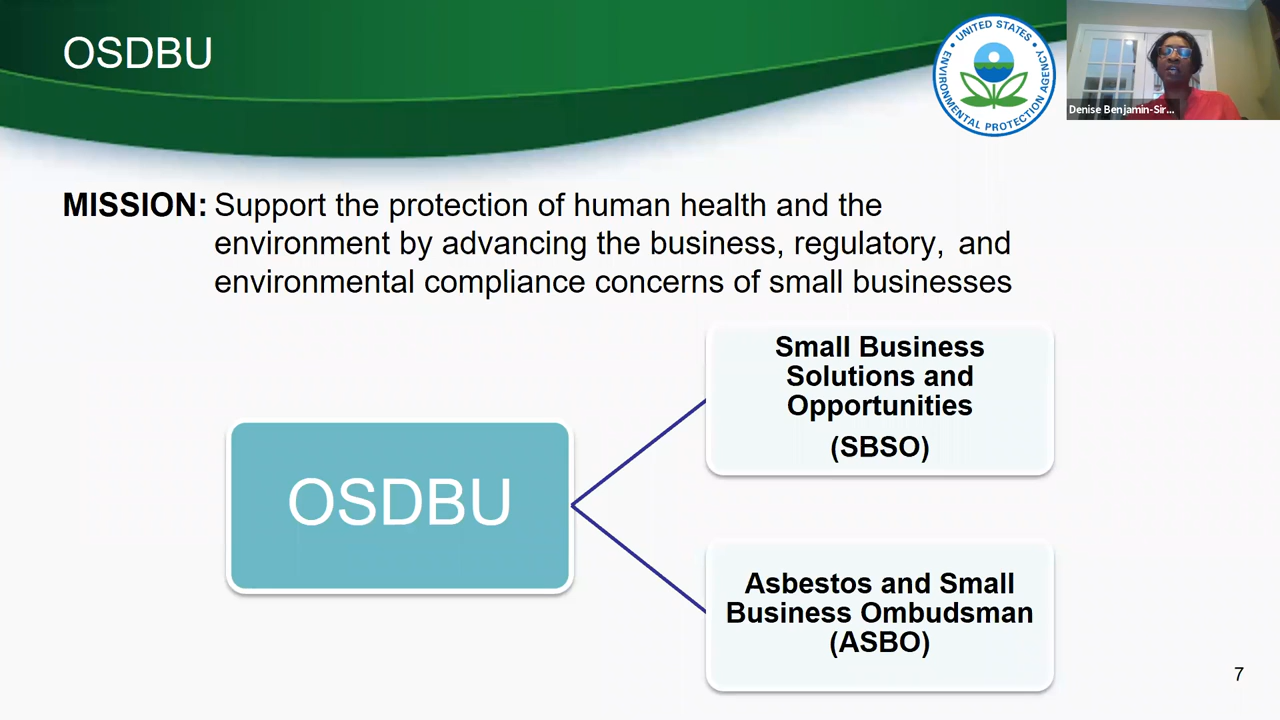 OSDBU
UNITED STATES
ENVIRONMENTAL PROTECTION AGENCY
Denise Benjamin-Sir...
MISSION: Support the protection of human health and the
environment by advancing the business, regulatory, and
environmental compliance concerns of small businesses
Small Business
Solutions and
Opportunities
(SBSO)
OSDBU
Asbestos and Small
Business Ombudsman
(ASBO)
7